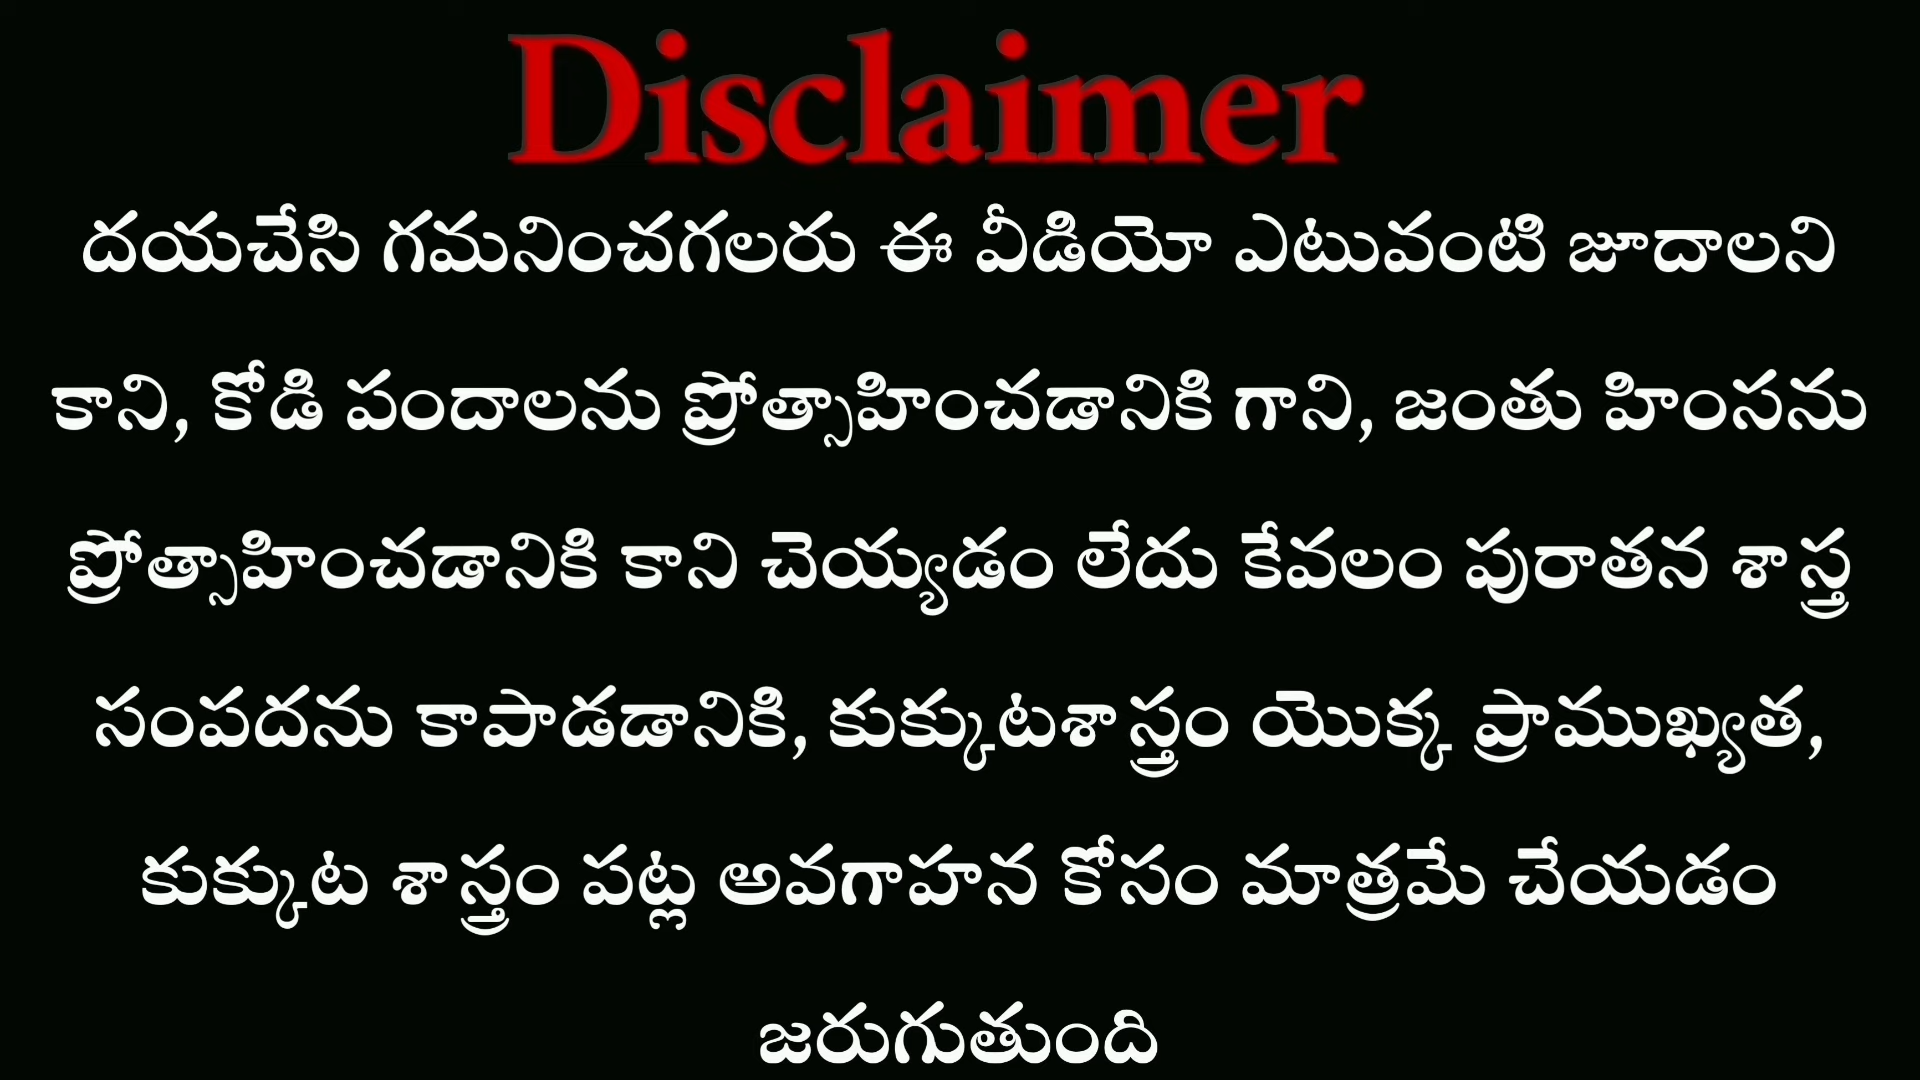 Disclaimer
దయచేసి గమనించగలరు ఈ వీడియో ఎటువంటి జూదాలని
కాని, కోడి పందాలను ప్రోత్సాహించడానికి గాని, జంతు హింసను
ప్రోత్సాహించడానికి కాని చెయ్యడం లేదు కేవలం పురాతన శాస్త్ర
సంపదను కాపాడడానికి, కుక్కుటశాస్త్రం యొక్క ప్రాముఖ్యత,
కుక్కుట శాస్త్రం పట్ల అవగాహన కోసం మాత్రమే చేయడం
జరుగుతుంది